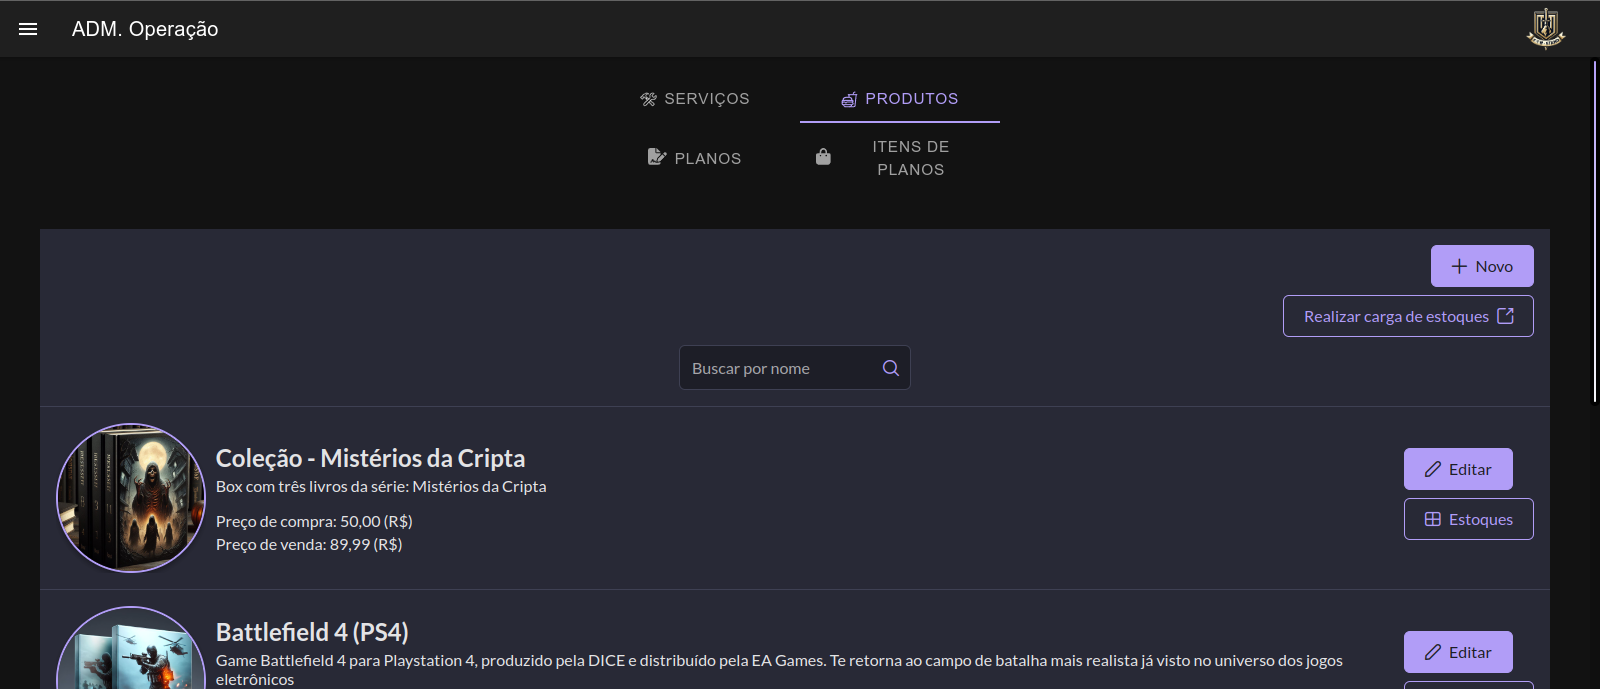 ADM. Operação
SERVIÇOS
PRODUTOS
PLANOS
ITENS DE
PLANOS
Novo
Realizar carga de estoques
Buscar por nome
Coleção - Mistérios da Cripta
Box com três livros da série: Mistérios da Cripta
Preço de compra: 50,00 (R$)
Preço de venda: 89,99 (R$)
Editar
Estoques
Battlefield 4 (PS4)
Game Battlefield 4 para Playstation 4, produzido pela DICE e distribuído pela EA Games. Te retorna ao campo de batalha mais realista já visto no universo dos jogos
eletrônicos
Editar